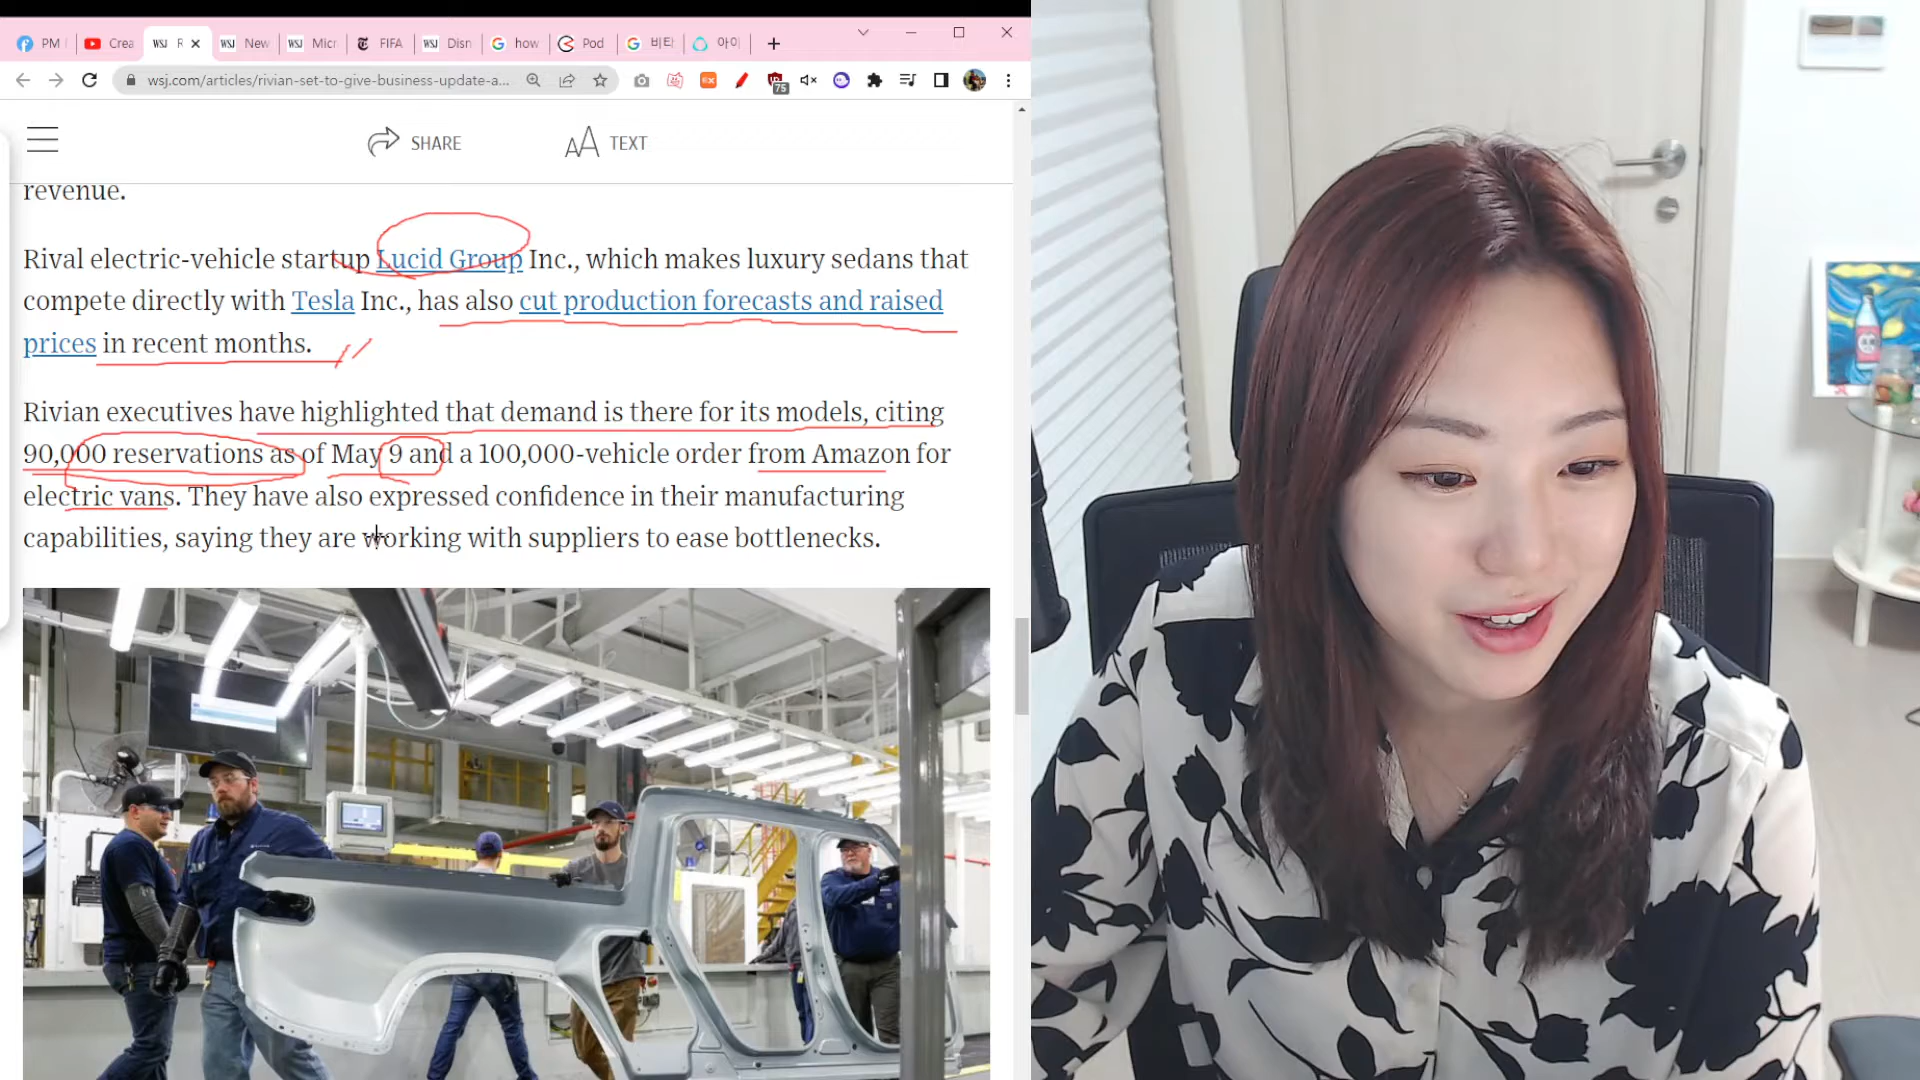 PM
Crea
WSJ R
WSJ New
WSJ Micr
FIFA
WSJ Disn
how
Pod
비트
아이
wsj.com/articles/rivian-set-to-give-business-update-a...
75
SHARE
AA TEXT
revenue.
Rival electric-vehicle startup Lucid Group Inc., which makes luxury sedans that
compete directly with Tesla Inc., has also cut production forecasts and raised
prices in recent months.
Rivian executives have highlighted that demand is there for its models, citing
90,000 reservations as of May 9 and a 100,000-vehicle order from Amazon for
electric vans. They have also expressed confidence in their manufacturing
capabilities, saying they are working with suppliers to ease bottlenecks.